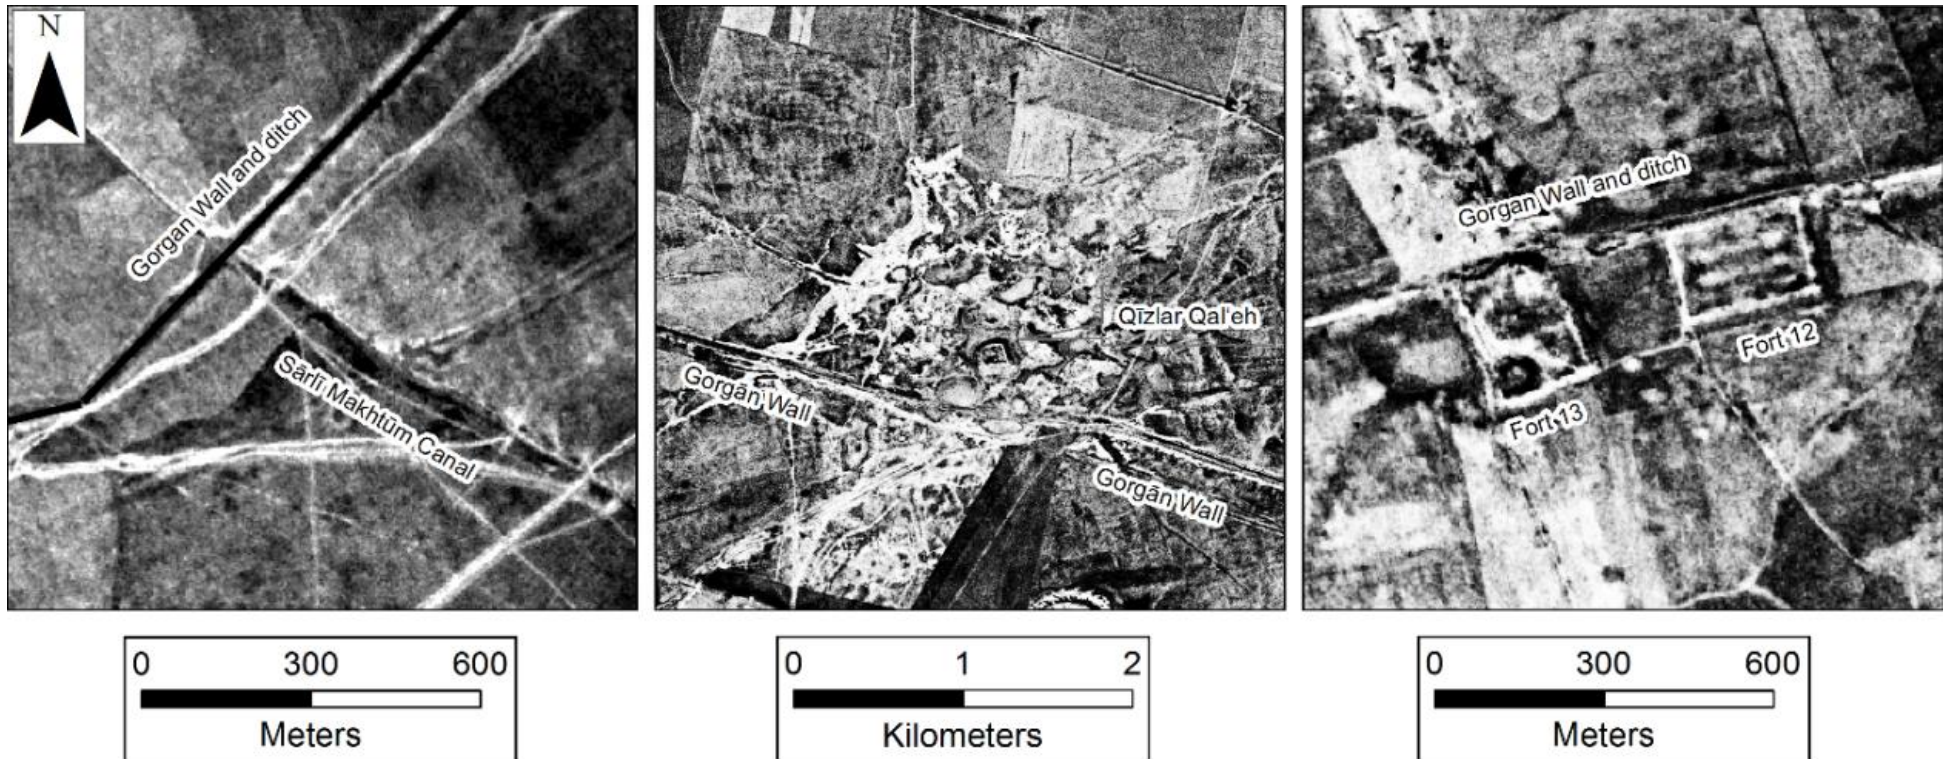 N
Gorgan Wall and ditch
Sārlī Makhtūm Canal
Qīzlar Qal'eh
Gorgān Wall
Gorgān Wall
Gorgan Wall and ditch
Fort 12
Fort 13
0 300 600
Meters
0 1 2
Kilometers
0 300 600
Meters